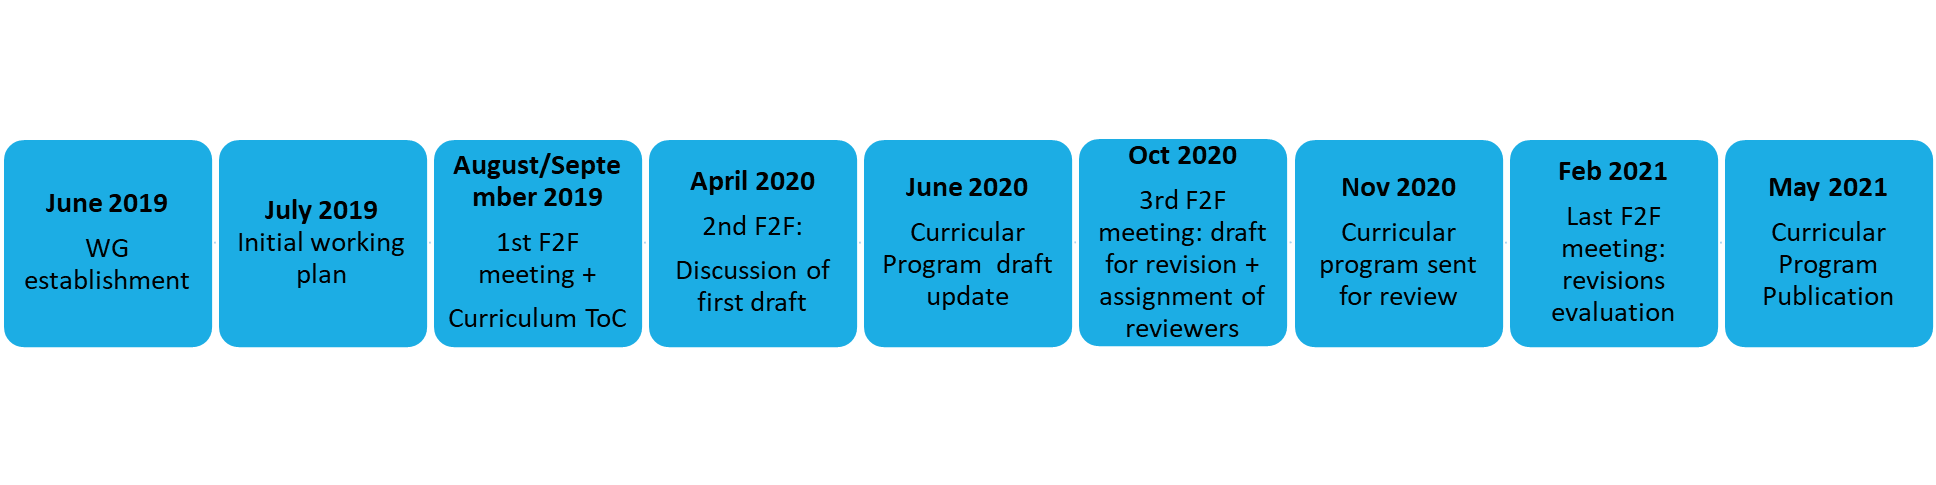 June 2019
WG
establishment
July 2019
Initial working
plan
August/Septe
mber 2019
1st F2F
meeting +
Curriculum ToC
April 2020
2nd F2F:
Discussion of
first draft
June 2020
Curricular
Program draft
update
Oct 2020
3rd F2F
meeting: draft
for revision +
assignment of
reviewers
Nov 2020
Curricular
program sent
for review
Feb 2021
Last F2F
meeting:
revisions
evaluation
May 2021
Curricular
Program
Publication